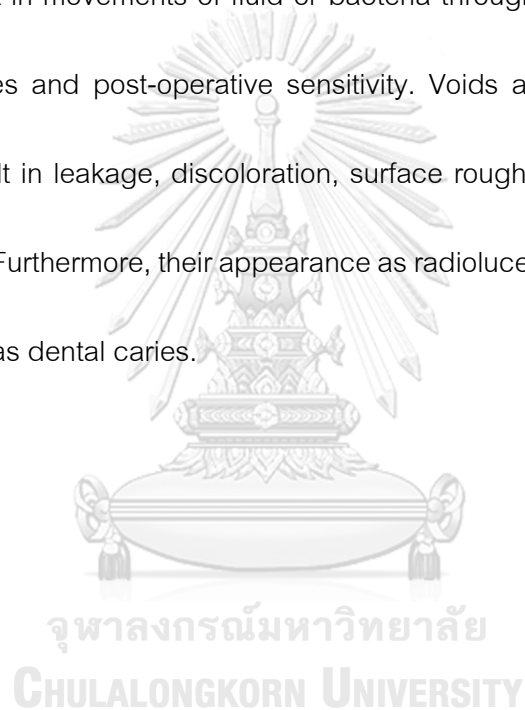 in movements of fluid or bacteria through
es and post-operative sensitivity. Voids a
lt in leakage, discoloration, surface rough
Furthermore, their appearance as radioluce
as dental caries.
จุฬาลงกรณ์มหาวิทยาลัย
CHULALONGKORN UNIVERSITY